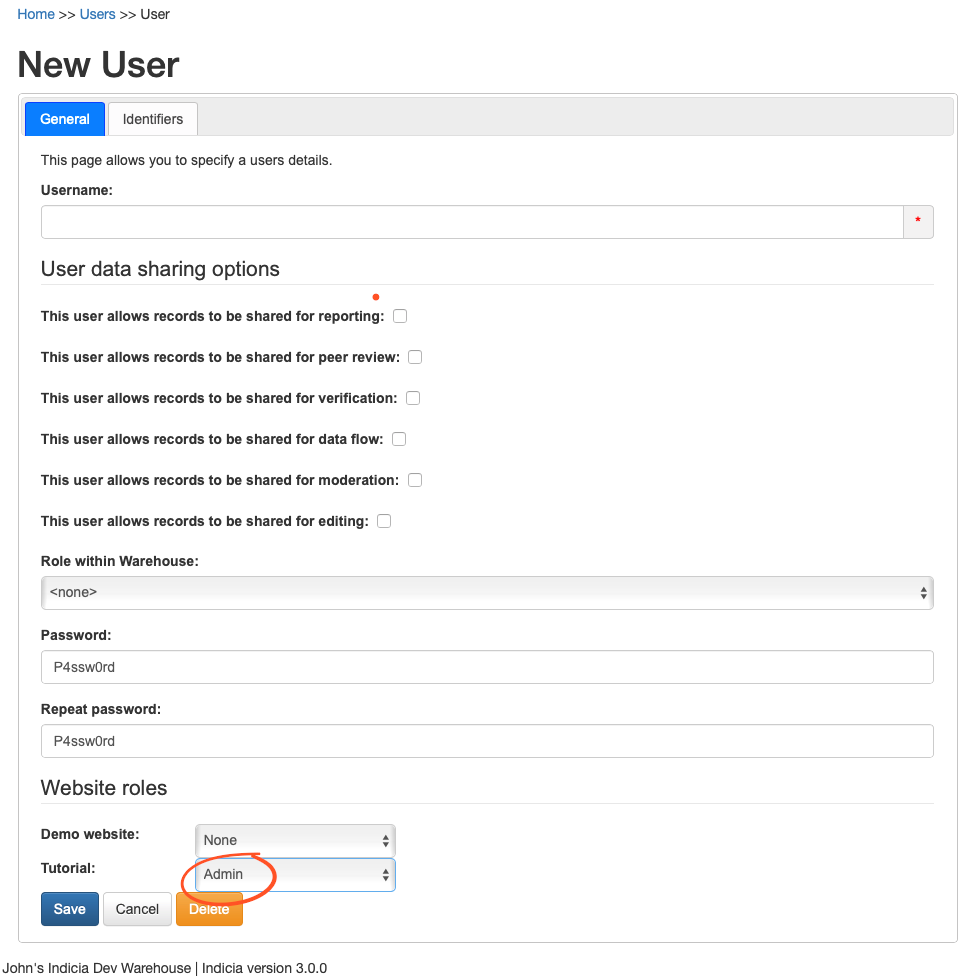 Home >> Users >> User
New User
General Identifiers
This page allows you to specify a users details.
Username:
*
User data sharing options
This user allows records to be shared for reporting:
This user allows records to be shared for peer review:
This user allows records to be shared for verification:
This user allows records to be shared for data flow:
This user allows records to be shared for moderation:
This user allows records to be shared for editing:
Role within Warehouse:
<none>
Password:
P4ssw0rd
Repeat password:
P4ssw0rd
Website roles
Demo website: None
Tutorial: Admin
Save Cancel Delete
John's Indicia Dev Warehouse | Indicia version 3.0.0